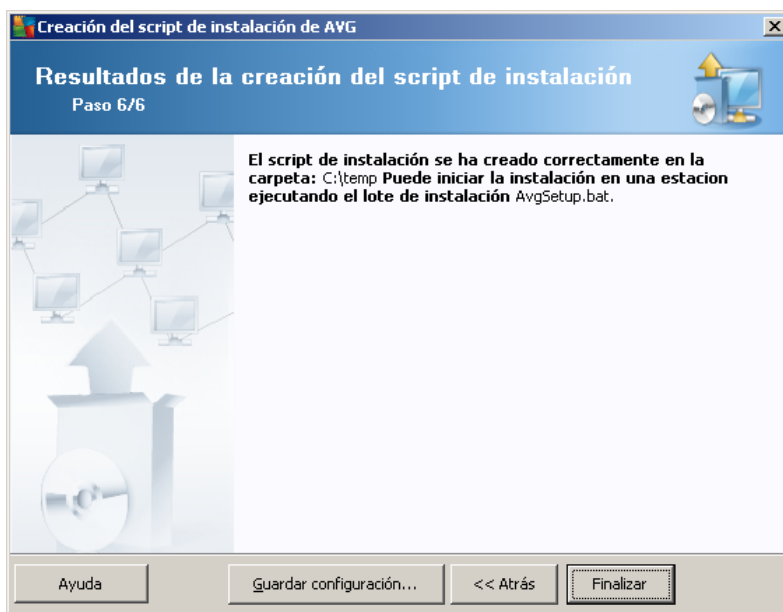 Creación del script de instalación de AVG
Resultados de la creación del script de instalación
Paso 6/6
El script de instalación se ha creado correctamente en la
carpeta: C:\temp Puede iniciar la instalación en una estacion
ejecutando el lote de instalación AvgSetup.bat.
Ayuda
Guardar configuración...
<< Atrás
Finalizar